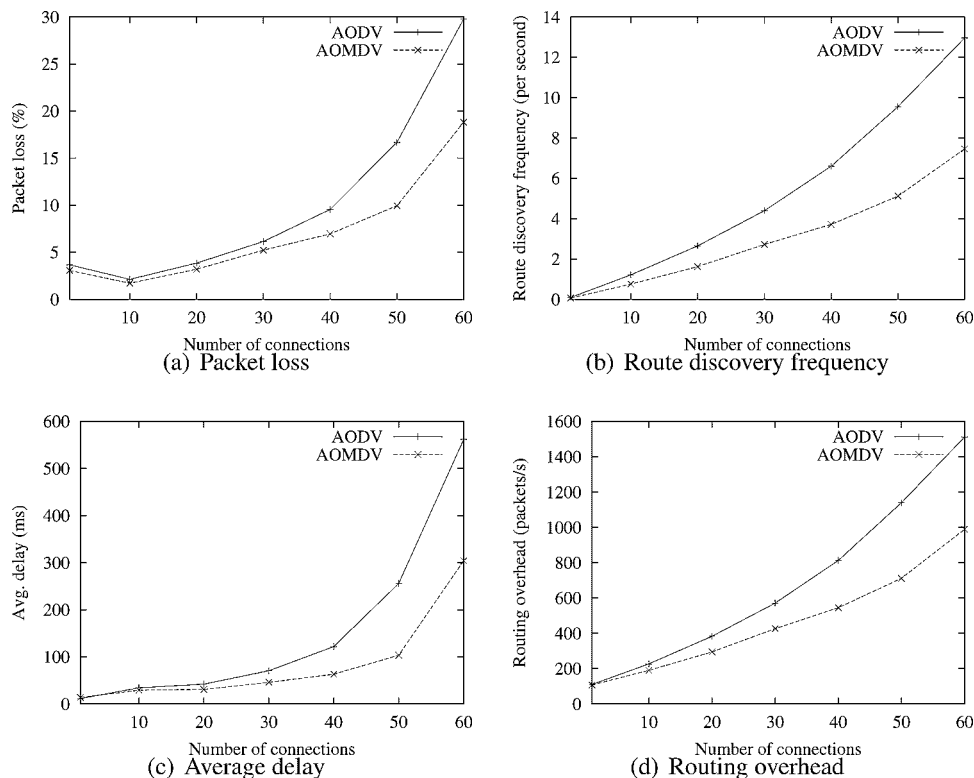 Packet loss (%)
30
25
20
15
10
5
0
AODV
AOMDV
10 20 30 40 50 60
Number of connections
(a) Packet loss
Route discovery frequency (per second)
14
12
10
8
6
4
2
0
AODV
AOMDV
10 20 30 40 50 60
Number of connections
(b) Route discovery frequency
Avg. delay (ms)
600
500
400
300
200
100
0
AODV
AOMDV
10 20 30 40 50 60
Number of connections
(c) Average delay
Routing overhead (packets/s)
1600
1400
1200
1000
800
600
400
200
0
AODV
AOMDV
10 20 30 40 50 60
Number of connections
(d) Routing overhead